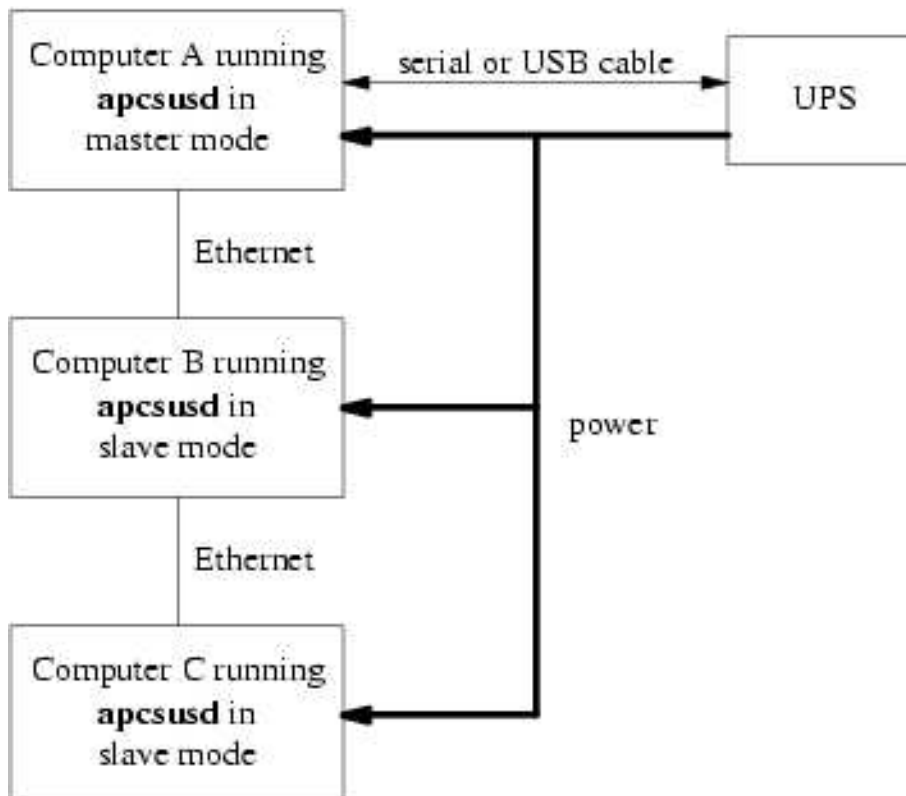 Computer A running
apcsusd in
master mode
serial or USB cable
UPS
Ethernet
Computer B running
apcsusd in
slave mode
power
Ethernet
Computer C running
apcsusd in
slave mode